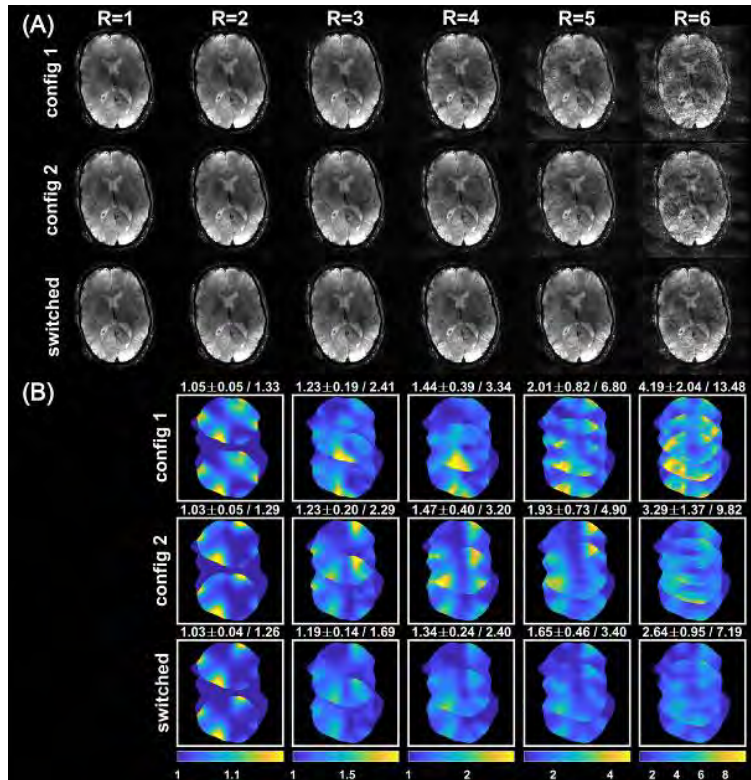 (A) R=1 R=2 R=3 R=4 R=5 R=6
config 1
config 2
switched
(B) 1.05±0.05 / 1.33 1.23±0.19 / 2.41 1.44±0.39 / 3.34 2.01±0.82 / 6.80 4.19±2.04 / 13.48
config 1
1.03±0.05 / 1.29 1.23±0.20 / 2.29 1.47±0.40 / 3.20 1.93±0.73 / 4.90 3.29±1.37 / 9.82
config 2
1.03±0.04 / 1.26 1.19±0.14 / 1.69 1.34±0.24 / 2.40 1.65±0.46 / 3.40 2.64±0.95 / 7.19
switched
1 1.1 1 1.5 1 2 2 4 2 4 6 8